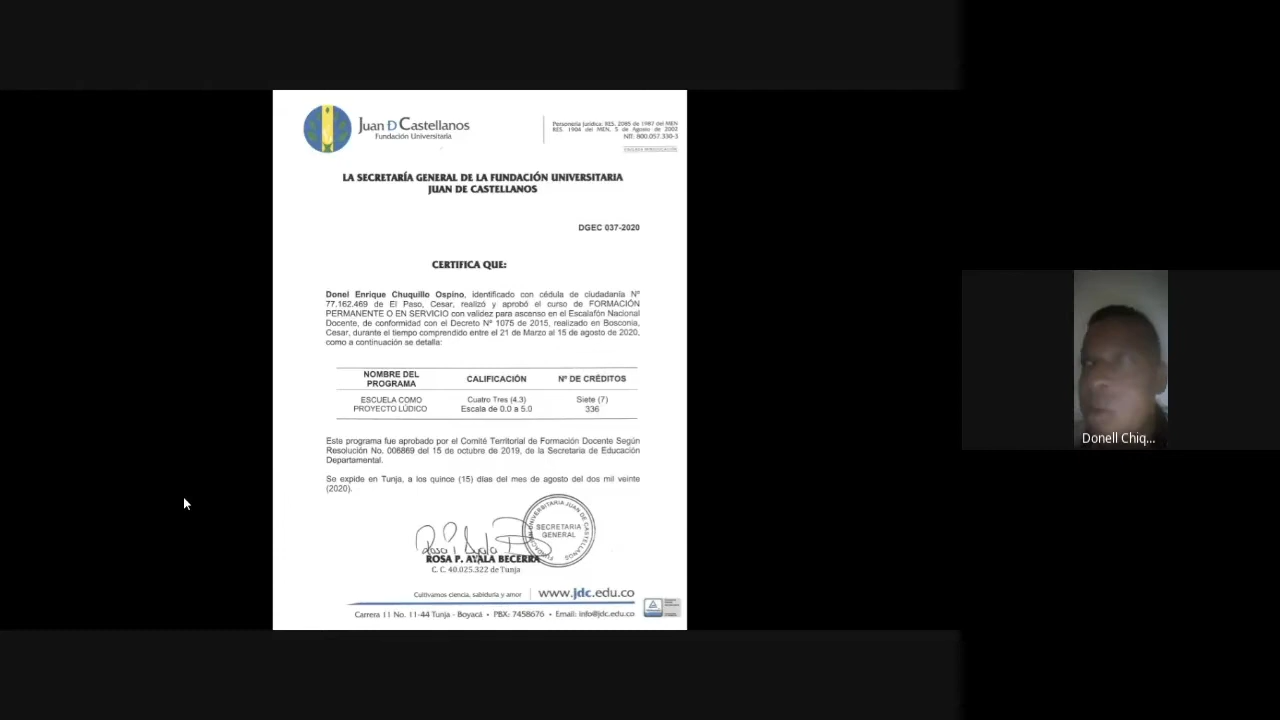 Juan D Castellanos
Fundación Universitaria
Personería Jurídica: RES. 2085 de 1987 del MEN
RES. 1904 del MEN, 5 de Agosto de 2002
NIT: 800.057.330-3
LA SECRETARÍA GENERAL DE LA FUNDACIÓN UNIVERSITARIA
JUAN DE CASTELLANOS
DGEC 037-2020
CERTIFICA QUE:
Donel Enrique Chuquillo Ospino, identificado con cédula de ciudadanía Nº
77,162,469 de El Paso, Cesar, realizó y aprobó el curso de FORMACIÓN
PERMANENTE O EN SERVICIO con validez para ascenso en el Escalafón Nacional
Docente, de conformidad con el Decreto Nº 1075 de 2015, realizado en Bosconia,
Cesar, durante el tiempo comprendido entre el 21 de Marzo al 15 de agosto de 2020,
como a continuación se detalla:
NOMBRE DEL
PROGRAMA
CALIFICACIÓN
Nº DE CRÉDITOS
ESCUELA COMO
PROYECTO LÚDICO
Cuatro Tres (4.3)
Escala de 0.0 a 5.0
Siete (7)
336
Este programa fue aprobado por el Comité Territorial de Formación Docente Según
Resolución No. 006869 del 15 de octubre de 2019, de la Secretaria de Educación
Departamental.
Se expide en Tunja, a los quince (15) días del mes de agosto del dos mil veinte
(2020).
FUNDACIÓN UNIVERSITARIA JUAN DE CASTELLANOS
SECRETARIA
GENERAL
ROSA P. AYALA BECERRA
C. C. 40.025.322 de Tunja
Cultivamos ciencia, sabiduría y amor
www.jdc.edu.co
Carrera 11 No. 11-44 Tunja - Boyacá • PBX: 7458676 • Email: info@jdc.edu.co
Donell Chiq...